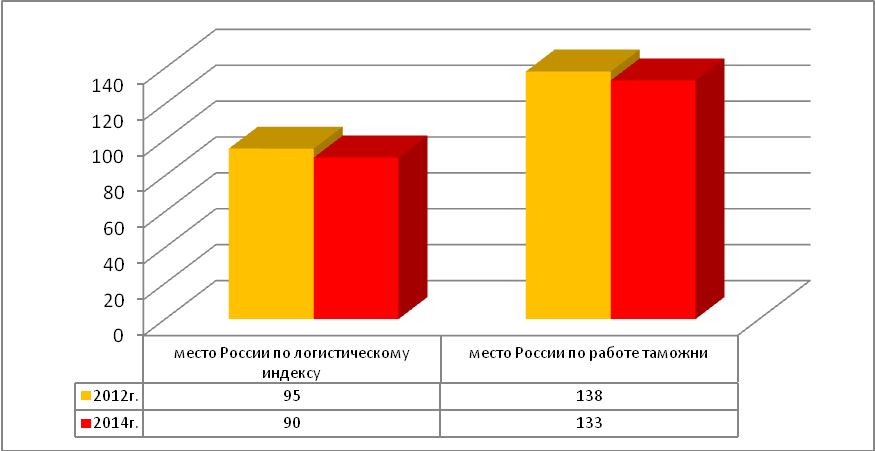 140
120
100
80
60
40
20
0
место России по логистическому
индексу
место России по работе таможни
2012г. 95 138
2014г. 90 133